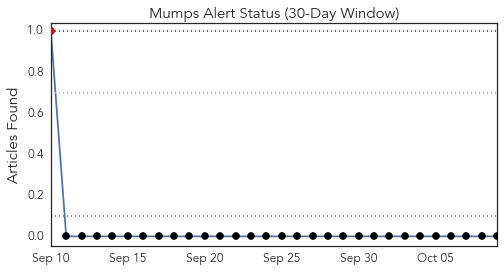 Mumps Alert Status (30-Day Window)
Articles Found
1.0
0.8
0.6
0.4
0.2
0.0
Sep 10 Sep 15 Sep 20 Sep 25 Sep 30 Oct 05